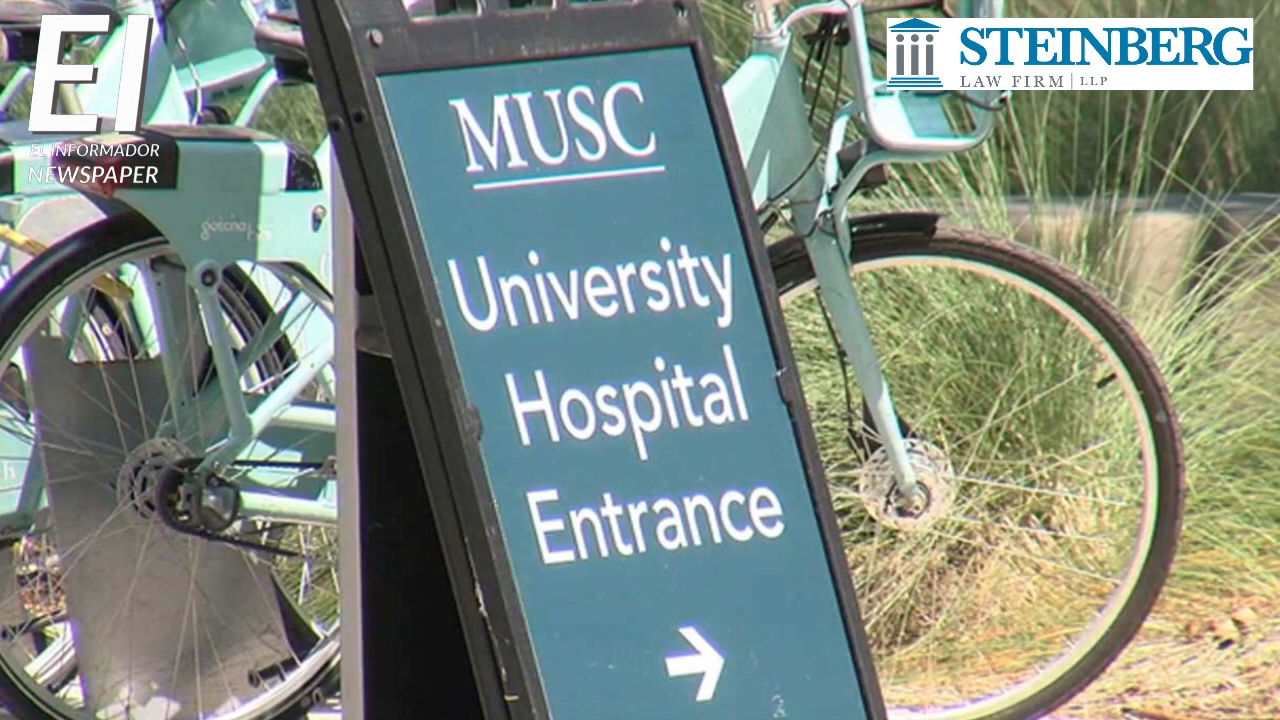 EI
EL INFORMADOR
NEWSPAPER
STEINBERG
LAW FIRM | LLP
MUSC
University
Hospital
Entrance